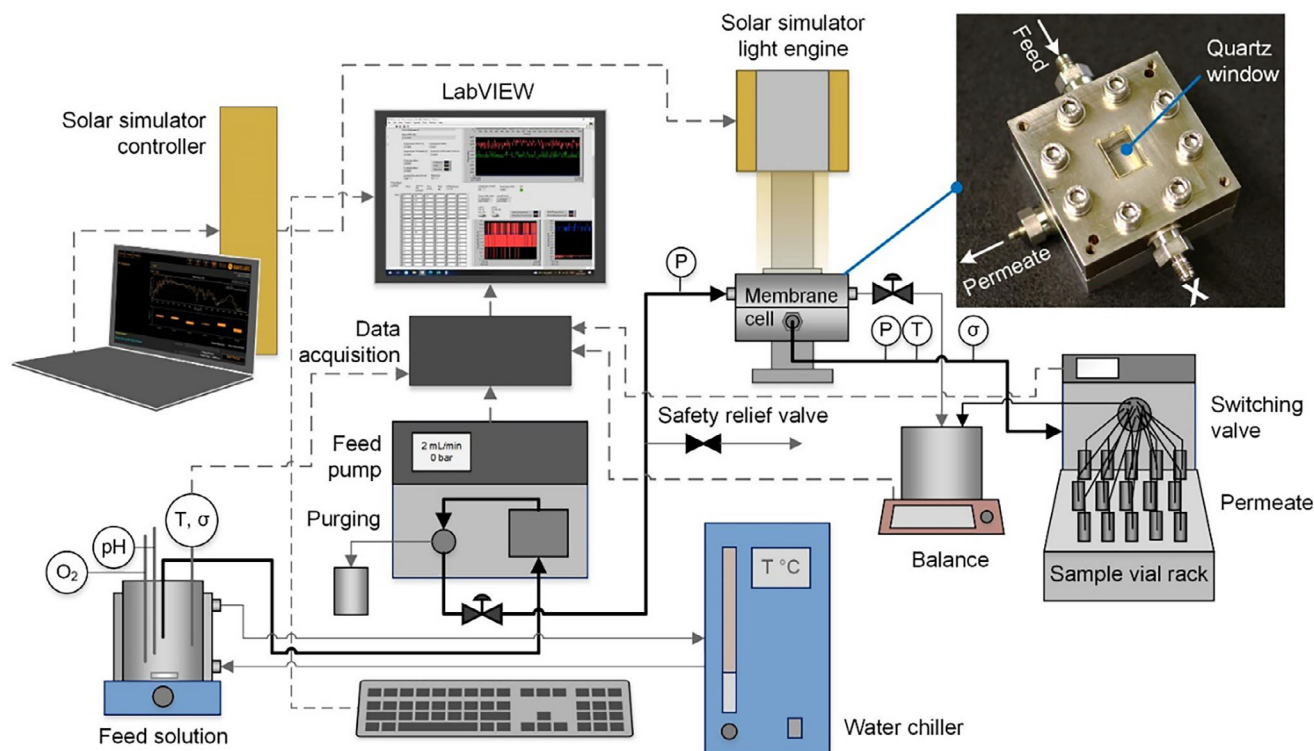 Solar simulator
light engine
Feed
Quartz
window
LabVIEW
Solar simulator
controller
P
Membrane
cell
Permeate
X
P
T
σ
Data
acquisition
Switching
valve
Safety relief valve
Feed
pump
2 mL/min
0 bar
Permeate
T, σ
Purging
pH
O₂
T °C
Balance
Sample vial rack
Water chiller
Feed solution